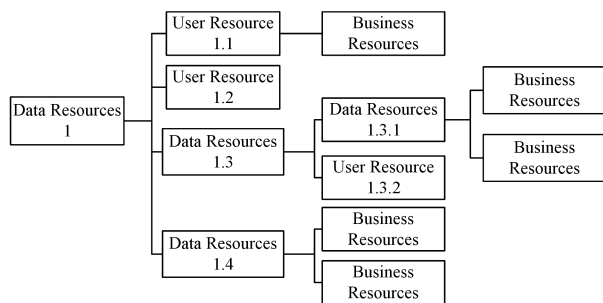 User Resource
1.1
Business
Resources
User Resource
1.2
Data Resources
1
Data Resources
1.3
Data Resources
1.3.1
Business
Resources
Business
Resources
User Resource
1.3.2
Data Resources
1.4
Business
Resources
Business
Resources